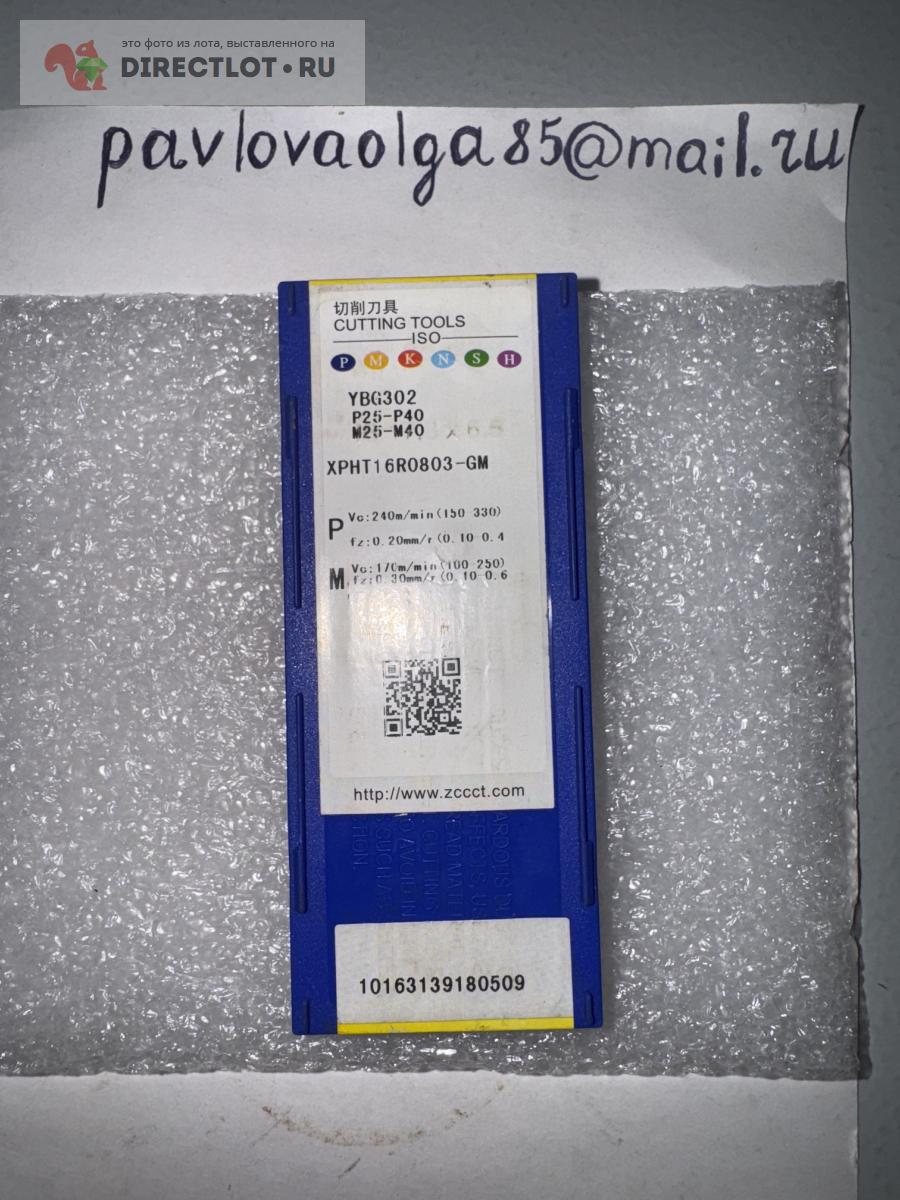 это фото из лота, выставленного на
DIRECTLOT•RU
pavlovaolga85@mail.ru
切削刀具
CUTTING TOOLS
ISO
P M K N S H
YBG302
P25-P40
M25-M40
XPHT16R0803-GM
P Vc:240m/min(150-330)
fz:0.20mm/r(0.10-0.4
M Vc:170m/min(100-250)
fz:0.30mm/r(0.10-0.6
http://www.zccct.com
10163139180509